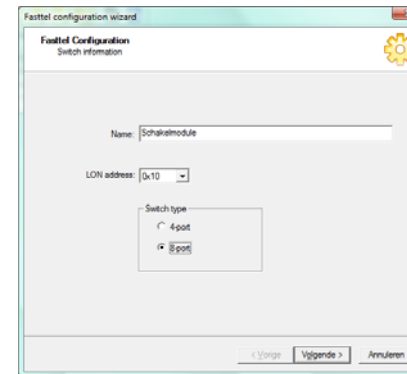 Fasttel configuration wizard
Fasttel Configuration
Switch information
Name: Schakelmodule
LON address: 0x10
Switch type
4-port
8-port
< Vorige Volgende > Annuleren